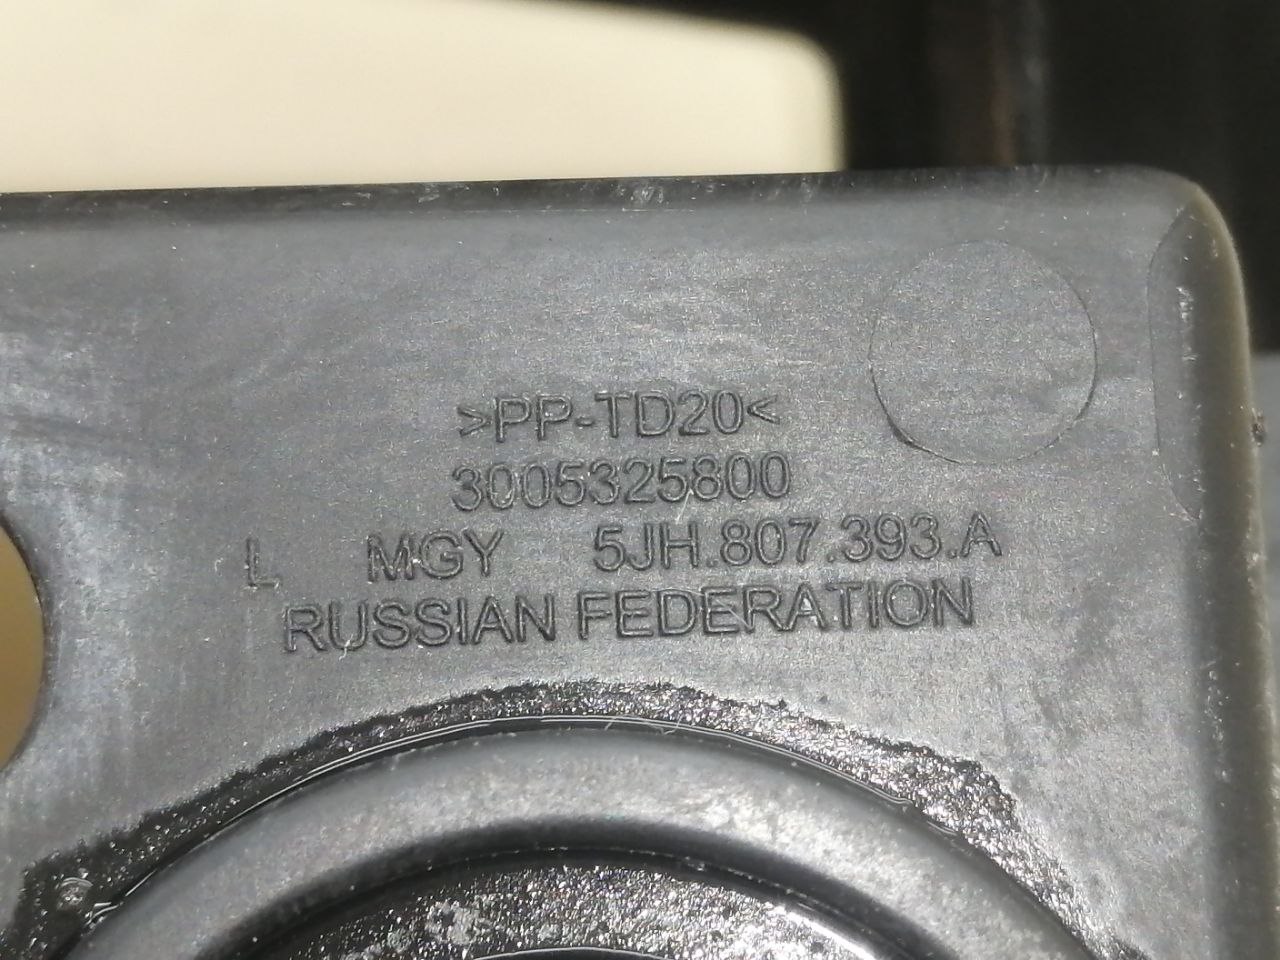 >PP-TD20<
3005325800
L MGY 5JH.807.393.A
RUSSIAN FEDERATION